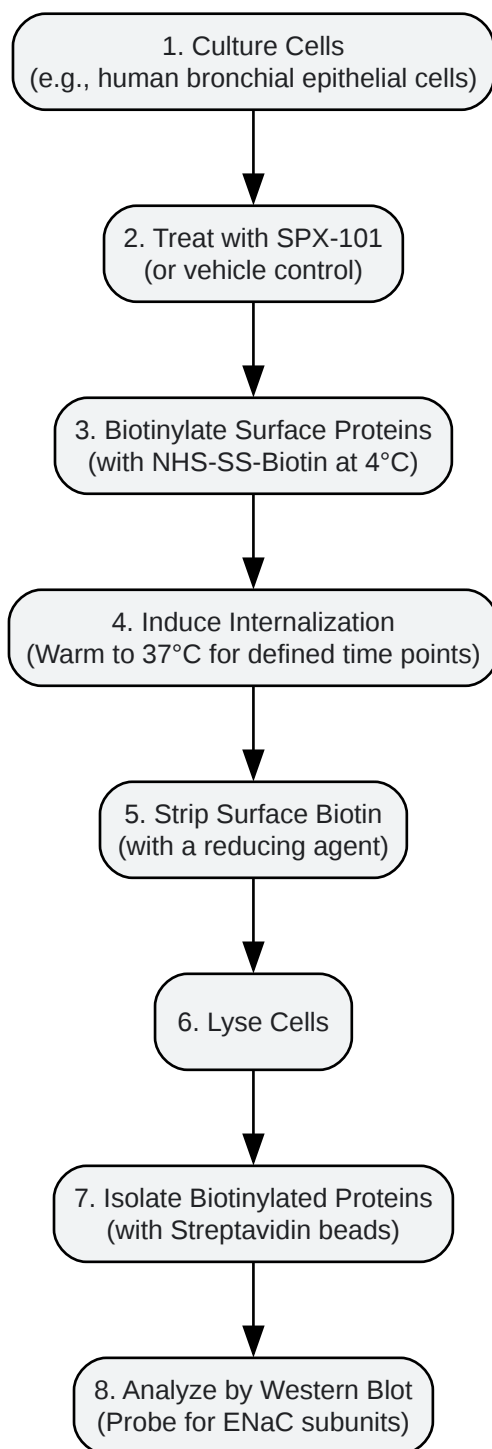 1. Culture Cells
(e.g., human bronchial epithelial cells)
2. Treat with SPX-101
(or vehicle control)
3. Biotinylate Surface Proteins
(with NHS-SS-Biotin at 4°C)
4. Induce Internalization
(Warm to 37°C for defined time points)
5. Strip Surface Biotin
(with a reducing agent)
6. Lyse Cells
7. Isolate Biotinylated Proteins
(with Streptavidin beads)
8. Analyze by Western Blot
(Probe for ENaC subunits)